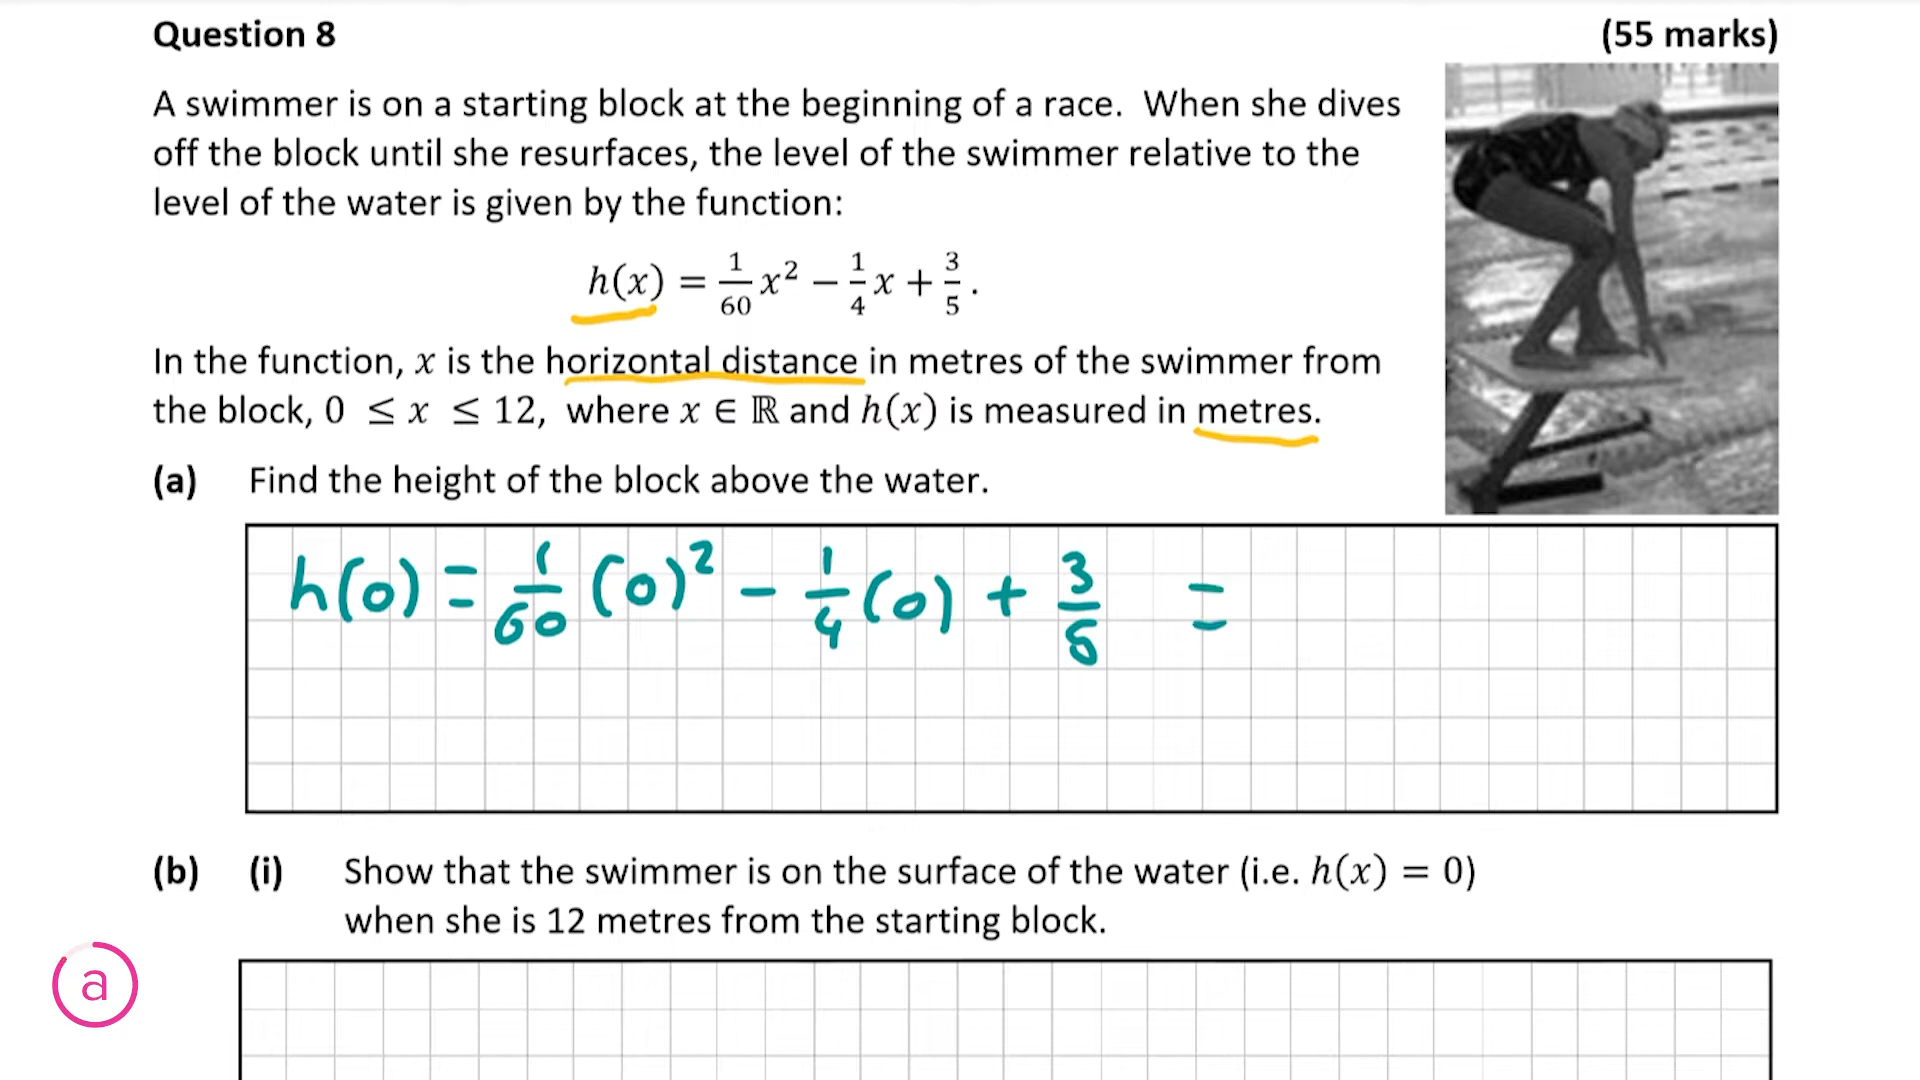 Question 8 (55 marks)
A swimmer is on a starting block at the beginning of a race. When she dives
off the block until she resurfaces, the level of the swimmer relative to the
level of the water is given by the function:
h(x) = 1/60 x² − 1/4 x + 3/5 .
In the function, x is the horizontal distance in metres of the swimmer from
the block, 0 ≤ x ≤ 12, where x ∈ ℝ and h(x) is measured in metres.
(a) Find the height of the block above the water.
h(0) = 1/60 (0)² − 1/4 (0) + 3/5 =
(b) (i) Show that the swimmer is on the surface of the water (i.e. h(x) = 0)
when she is 12 metres from the starting block.
a